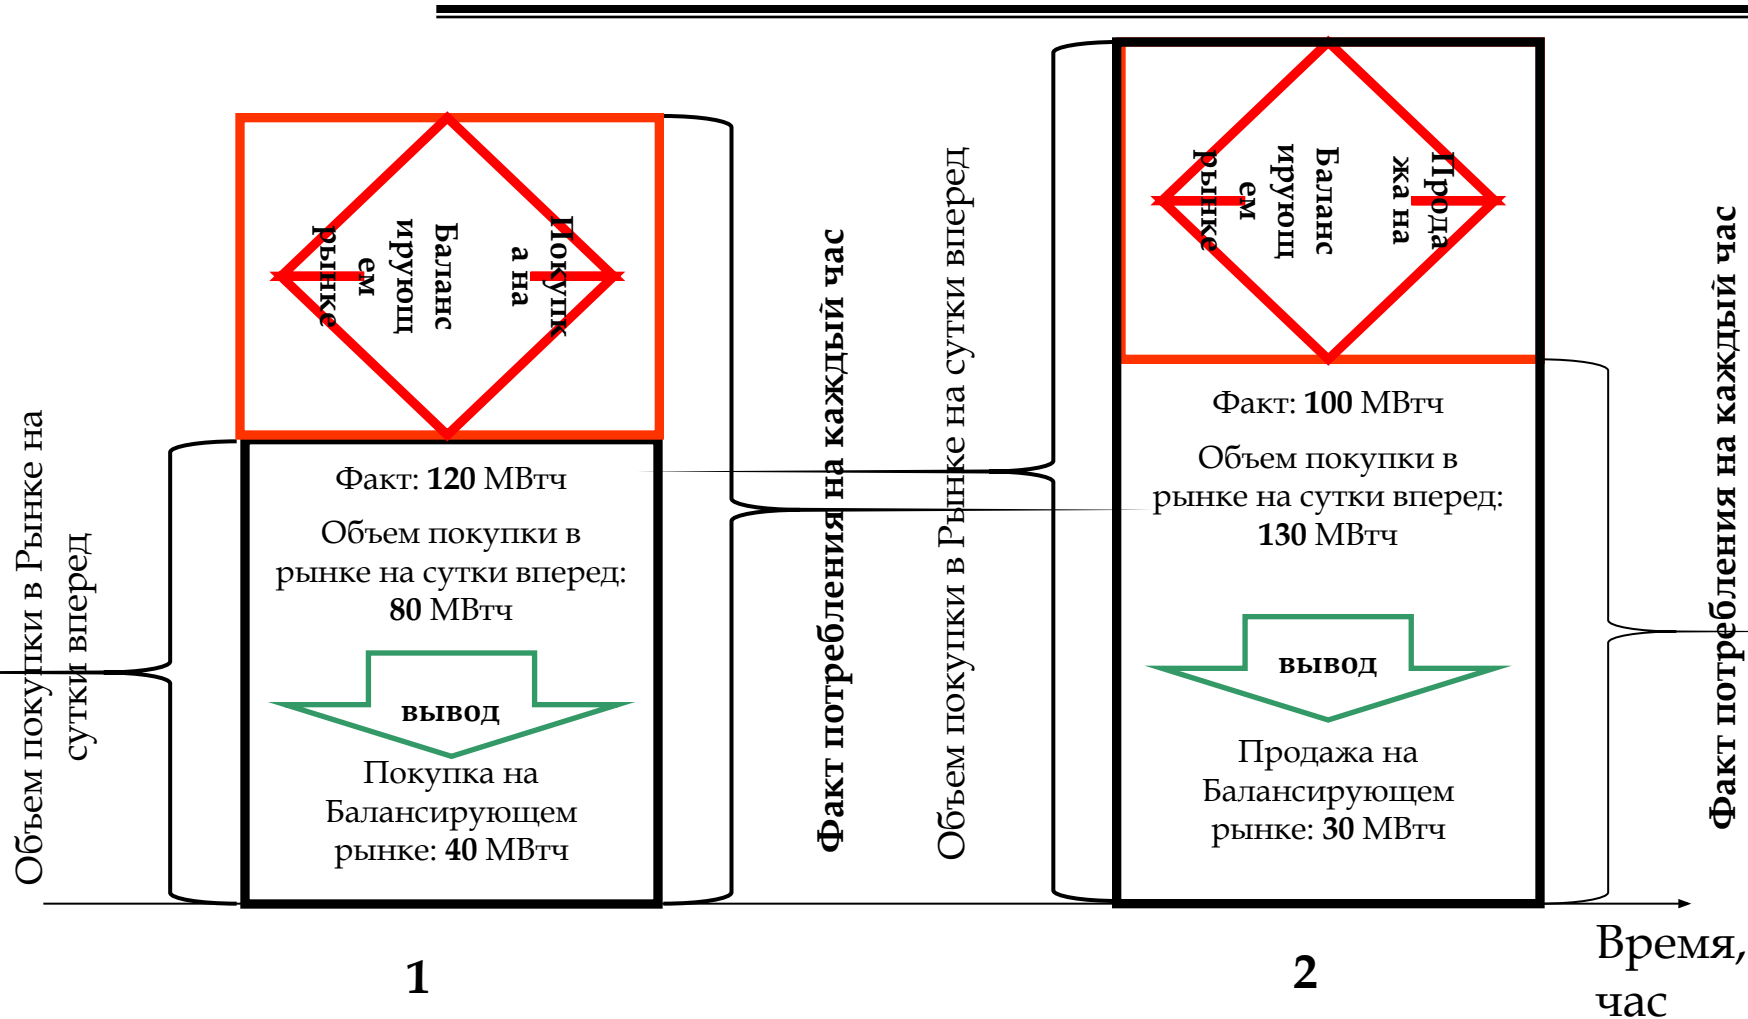 Объем покупки в Рынке на
сутки вперед
Покупк
а на
Баланс
ирующ
ем
рынке
Факт: 120 МВтч
Объем покупки в
рынке на сутки вперед:
80 МВтч
вывод
Покупка на
Балансирующем
рынке: 40 МВтч
1
Факт потребления на каждый час
Объем покупки в Рынке на сутки вперед
Прода
жа на
Баланс
ирующ
ем
рынке
Факт: 100 МВтч
Объем покупки в
рынке на сутки вперед:
130 МВтч
вывод
Продажа на
Балансирующем
рынке: 30 МВтч
2
Факт потребления на каждый час
Время,
час